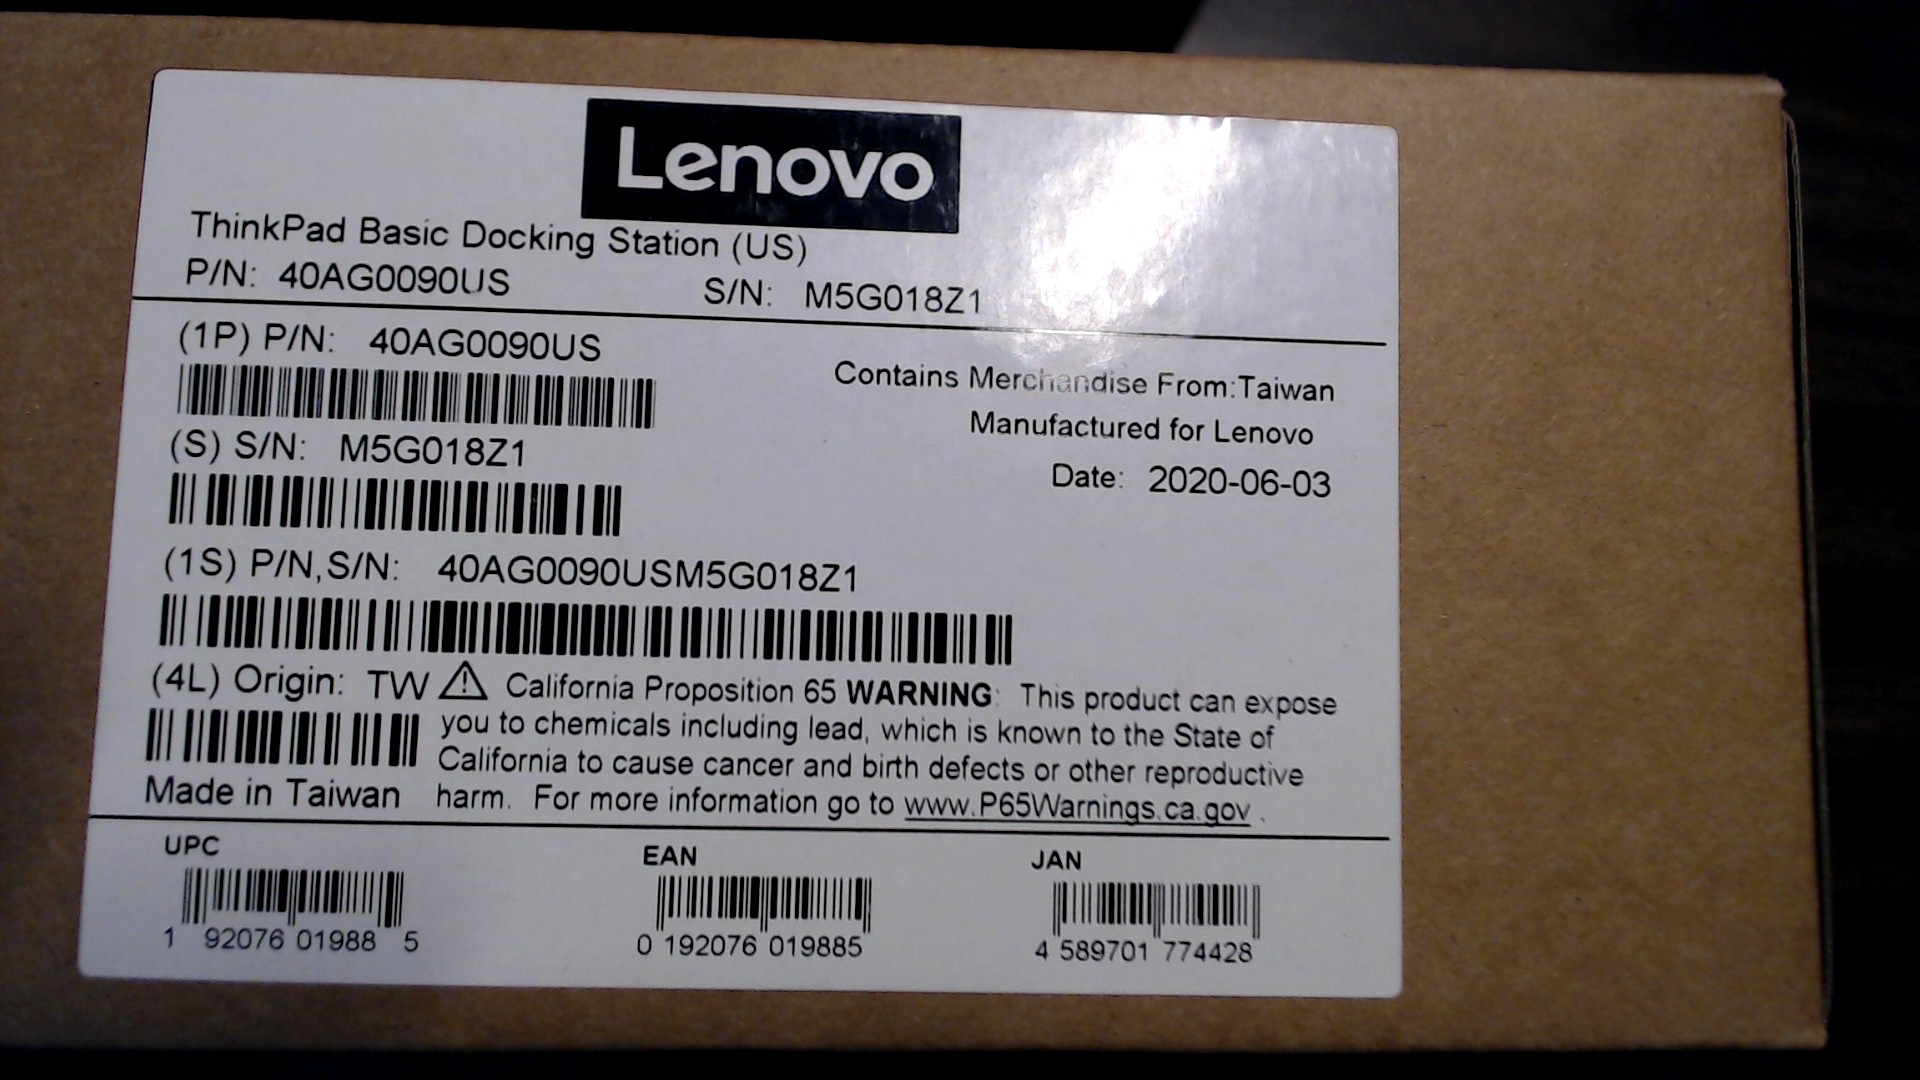 Lenovo
ThinkPad Basic Docking Station (US)
P/N: 40AG0090US S/N: M5G018Z1
(1P) P/N: 40AG0090US
Contains Merchandise From:Taiwan
Manufactured for Lenovo
(S) S/N: M5G018Z1
Date: 2020-06-03
(1S) P/N,S/N: 40AG0090USM5G018Z1
(4L) Origin: TW
⚠ California Proposition 65 WARNING: This product can expose
you to chemicals including lead, which is known to the State of
California to cause cancer and birth defects or other reproductive
harm. For more information go to www.P65Warnings.ca.gov .
Made in Taiwan
UPC
1 92076 01988 5
EAN
0 192076 019885
JAN
4 589701 774428